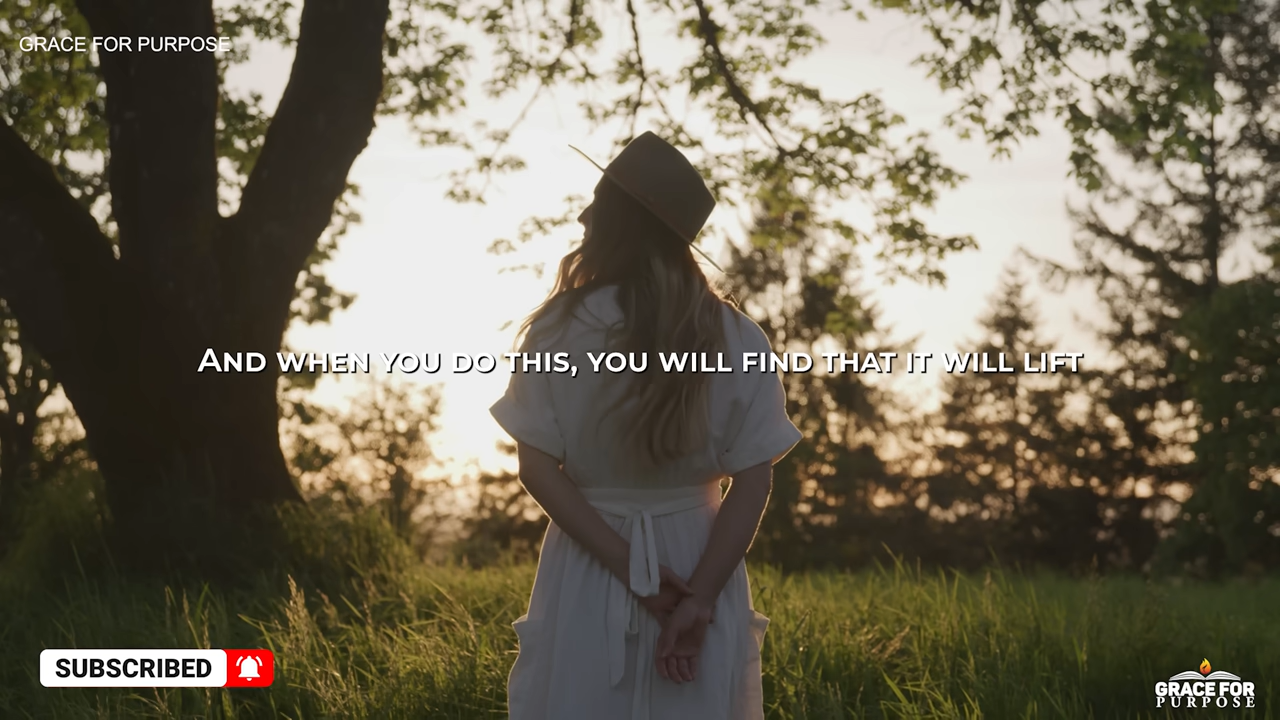 GRACE FOR PURPOSE
And when you do this, you will find that it will lift
SUBSCRIBED
GRACE FOR
PURPOSE